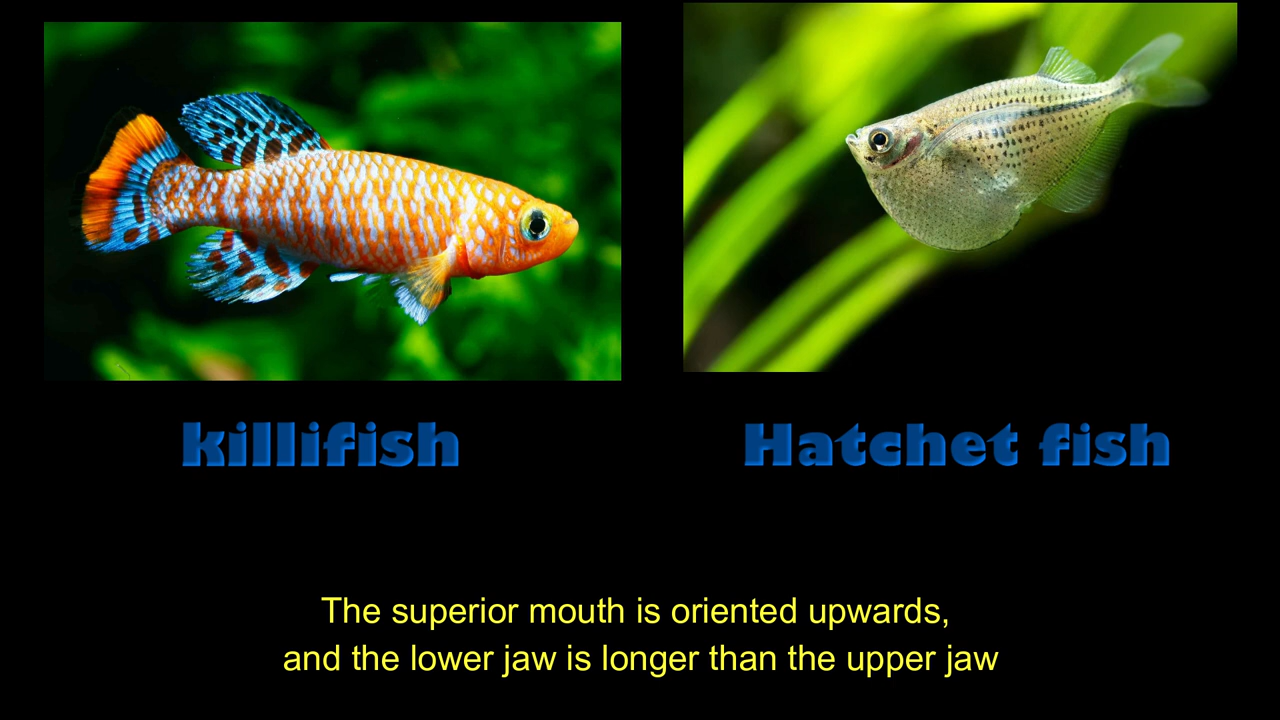 killifish
Hatchet fish
The superior mouth is oriented upwards,
and the lower jaw is longer than the upper jaw